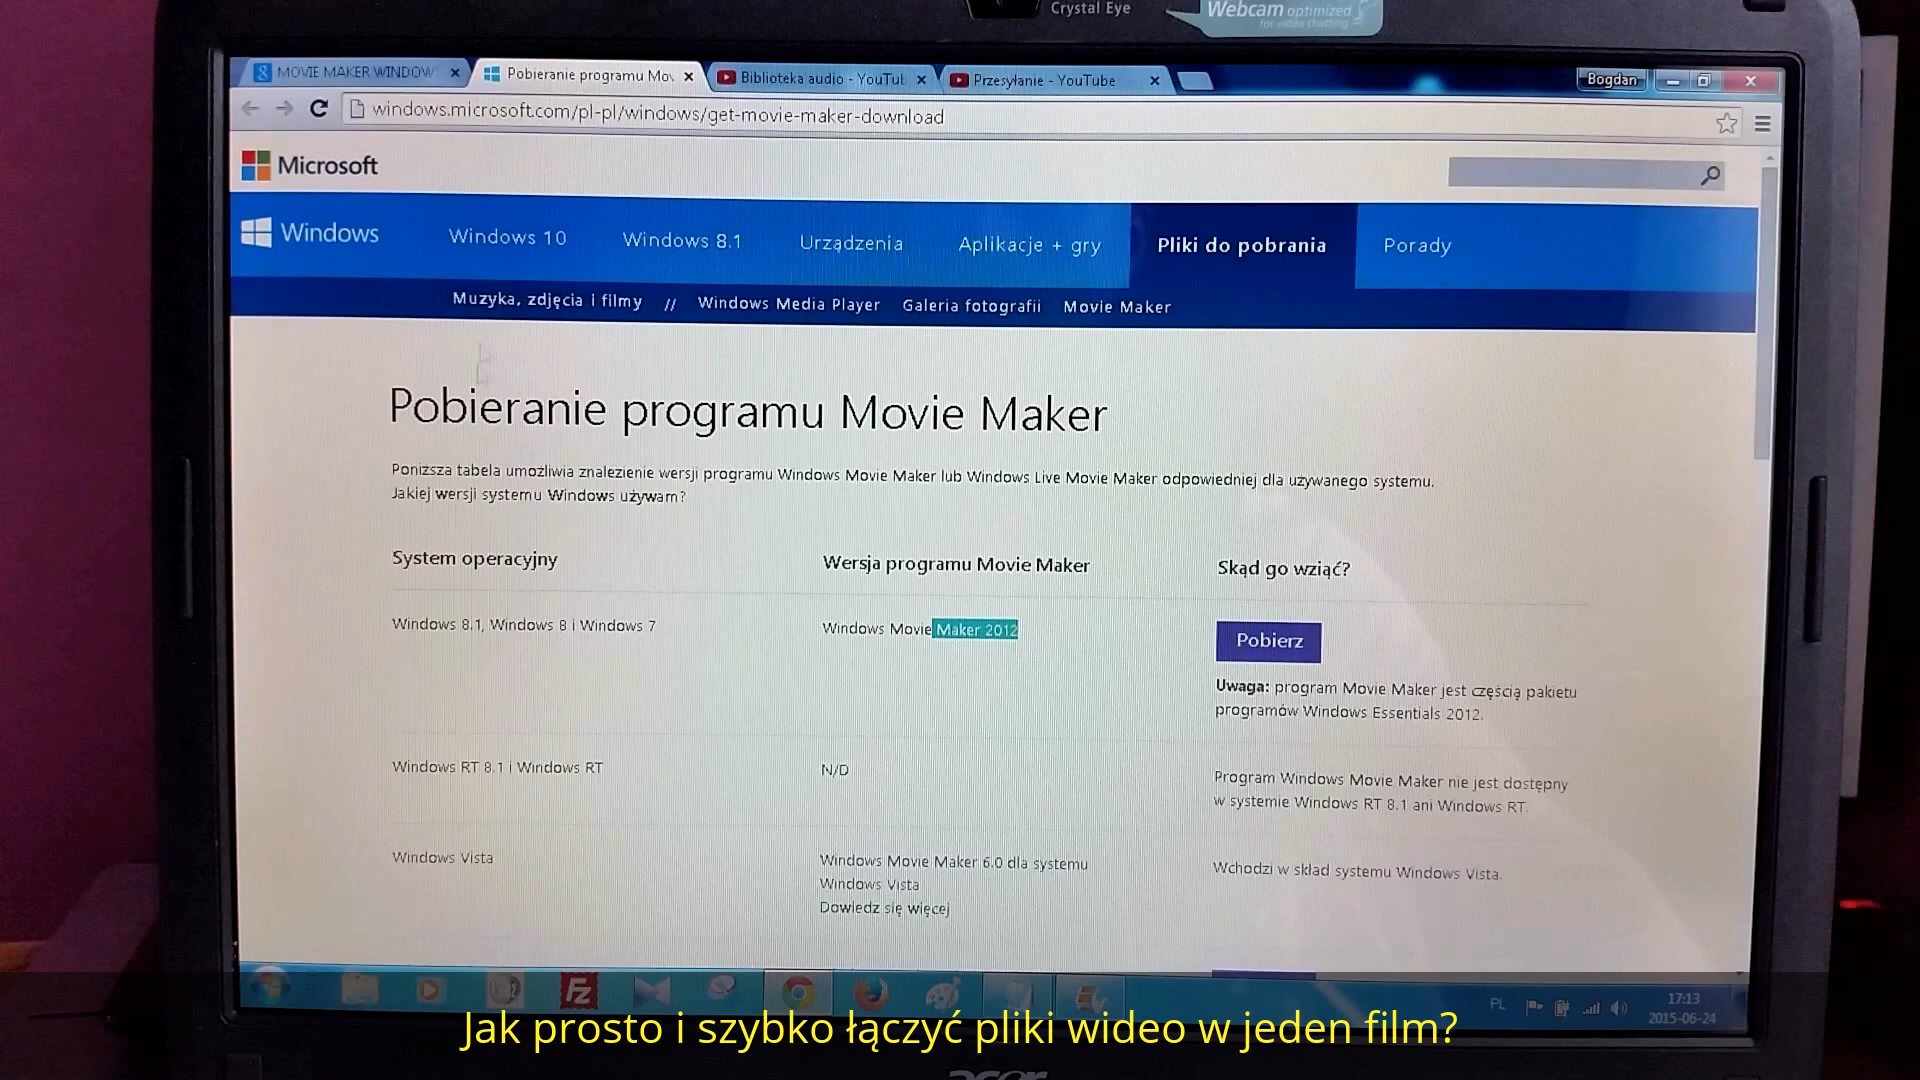 Crystal Eye
Webcam optimized
for video chatting
MOVIE MAKER WINDOW
Pobieranie programu Mov
Biblioteka audio - YouTub
Przesyłanie - YouTube
Bogdan
windows.microsoft.com/pl-pl/windows/get-movie-maker-download
Microsoft
Windows
Windows 10
Windows 8.1
Urządzenia
Aplikacje + gry
Pliki do pobrania
Porady
Muzyka, zdjęcia i filmy // Windows Media Player Galeria fotografii Movie Maker
Pobieranie programu Movie Maker
Poniższa tabela umożliwia znalezienie wersji programu Windows Movie Maker lub Windows Live Movie Maker odpowiedniej dla używanego systemu.
Jakiej wersji systemu Windows używam?
System operacyjny
Wersja programu Movie Maker
Skąd go wziąć?
Windows 8.1, Windows 8 i Windows 7
Windows Movie Maker 2012
Pobierz
Uwaga: program Movie Maker jest częścią pakietu
programów Windows Essentials 2012.
Windows RT 8.1 i Windows RT
N/D
Program Windows Movie Maker nie jest dostępny
w systemie Windows RT 8.1 ani Windows RT.
Windows Vista
Windows Movie Maker 6.0 dla systemu
Windows Vista
Dowiedz się więcej
Wchodzi w skład systemu Windows Vista.
FZ
PL
17:13
2015-06-24
Jak prosto i szybko łączyć pliki wideo w jeden film?
acer